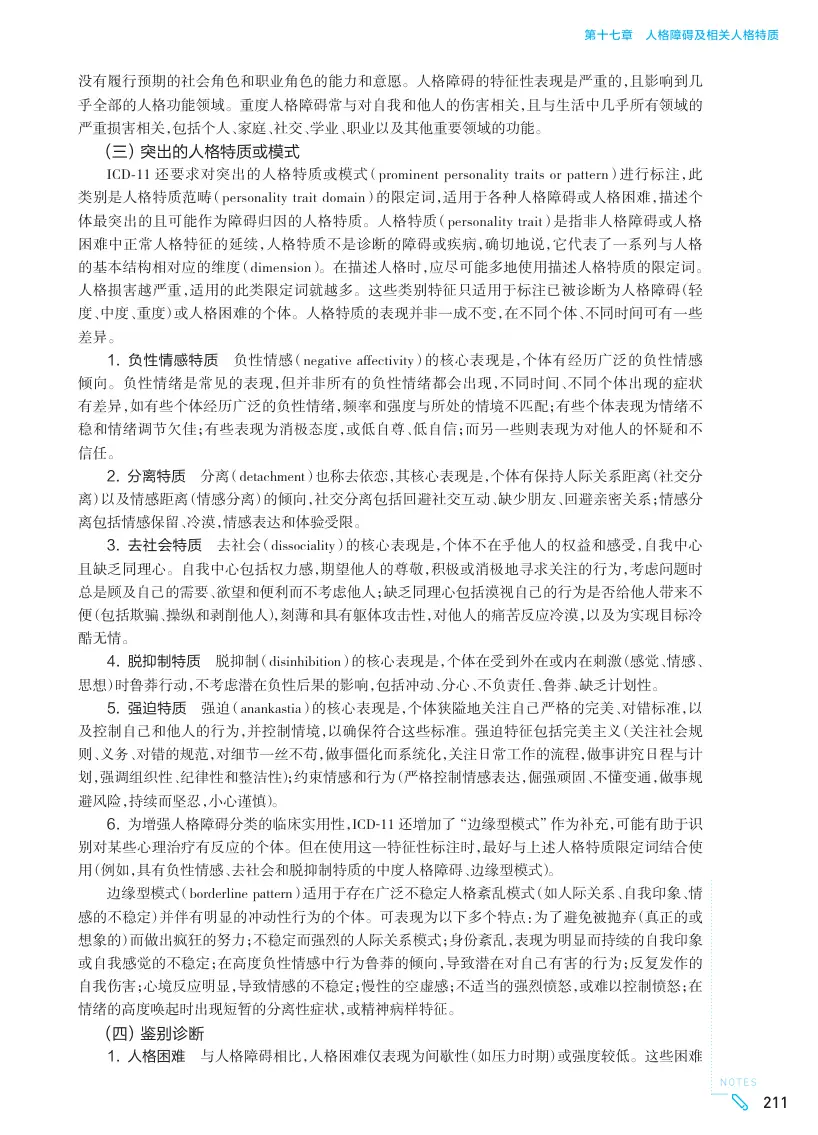 第十七章 人格障碍及相关人格特质
没有履行预期的社会角色和职业角色的能力和意愿。人格障碍的特征性表现是严重的,且影响到几
乎全部的人格功能领域。重度人格障碍常与对自我和他人的伤害相关,且与生活中几乎所有领域的
严重损害相关,包括个人、家庭、社交、学业、职业以及其他重要领域的功能。
(三) 突出的人格特质或模式
ICD-11 还要求对突出的人格特质或模式(prominent personality traits or pattern)进行标注,此
类别是人格特质范畴(personality trait domain)的限定词,适用于各种人格障碍或人格困难,描述个
体最突出的且可能作为障碍归因的人格特质。人格特质(personality trait)是指非人格障碍或人格
困难中正常人格特征的延续,人格特质不是诊断的障碍或疾病,确切地说,它代表了一系列与人格
的基本结构相对应的维度(dimension)。在描述人格时,应尽可能多地使用描述人格特质的限定词。
人格损害越严重,适用的此类限定词就越多。这些类别特征只适用于标注已被诊断为人格障碍(轻
度、中度、重度)或人格困难的个体。人格特质的表现并非一成不变,在不同个体、不同时间可有一些
差异。
1. 负性情感特质 负性情感(negative affectivity)的核心表现是,个体有经历广泛的负性情感
倾向。负性情绪是常见的表现,但并非所有的负性情绪都会出现,不同时间、不同个体出现的症状
有差异,如有些个体经历广泛的负性情绪,频率和强度与所处的情境不匹配;有些个体表现为情绪不
稳和情绪调节欠佳;有些表现为消极态度,或低自尊、低自信;而另一些则表现为对他人的怀疑和不
信任。
2. 分离特质 分离(detachment)也称去依恋,其核心表现是,个体有保持人际关系距离(社交分
离)以及情感距离(情感分离)的倾向,社交分离包括回避社交互动、缺少朋友、回避亲密关系;情感分
离包括情感保留、冷漠,情感表达和体验受限。
3. 去社会特质 去社会(dissociality)的核心表现是,个体不在乎他人的权益和感受,自我中心
且缺乏同理心。自我中心包括权力感,期望他人的尊敬,积极或消极地寻求关注的行为,考虑问题时
总是顾及自己的需要、欲望和便利而不考虑他人;缺乏同理心包括漠视自己的行为是否给他人带来不
便(包括欺骗、操纵和剥削他人),刻薄和具有躯体攻击性,对他人的痛苦反应冷漠,以及为实现目标冷
酷无情。
4. 脱抑制特质 脱抑制(disinhibition)的核心表现是,个体在受到外在或内在刺激(感觉、情感、
思想)时鲁莽行动,不考虑潜在负性后果的影响,包括冲动、分心、不负责任、鲁莽、缺乏计划性。
5. 强迫特质 强迫(anankastia)的核心表现是,个体狭隘地关注自己严格的完美、对错标准,以
及控制自己和他人的行为,并控制情境,以确保符合这些标准。强迫特征包括完美主义(关注社会规
则、义务、对错的规范,对细节一丝不苟,做事僵化而系统化,关注日常工作的流程,做事讲究日程与计
划,强调组织性、纪律性和整洁性);约束情感和行为(严格控制情感表达,倔强顽固、不懂变通,做事规
避风险,持续而坚忍,小心谨慎)。
6. 为增强人格障碍分类的临床实用性,ICD-11 还增加了“边缘型模式”作为补充,可能有助于识
别对某些心理治疗有反应的个体。但在使用这一特征性标注时,最好与上述人格特质限定词结合使
用(例如,具有负性情感、去社会和脱抑制特质的中度人格障碍、边缘型模式)。
边缘型模式(borderline pattern)适用于存在广泛不稳定人格紊乱模式(如人际关系、自我印象、情
感的不稳定)并伴有明显的冲动性行为的个体。可表现为以下多个特点:为了避免被抛弃(真正的或
想象的)而做出疯狂的努力;不稳定而强烈的人际关系模式;身份紊乱,表现为明显而持续的自我印象
或自我感觉的不稳定;在高度负性情感中行为鲁莽的倾向,导致潜在对自己有害的行为;反复发作的
自我伤害;心境反应明显,导致情感的不稳定;慢性的空虚感;不适当的强烈愤怒,或难以控制愤怒;在
情绪的高度唤起时出现短暂的分离性症状,或精神病样特征。
(四) 鉴别诊断
1. 人格困难 与人格障碍相比,人格困难仅表现为间歇性(如压力时期)或强度较低。这些困难
NOTES
211